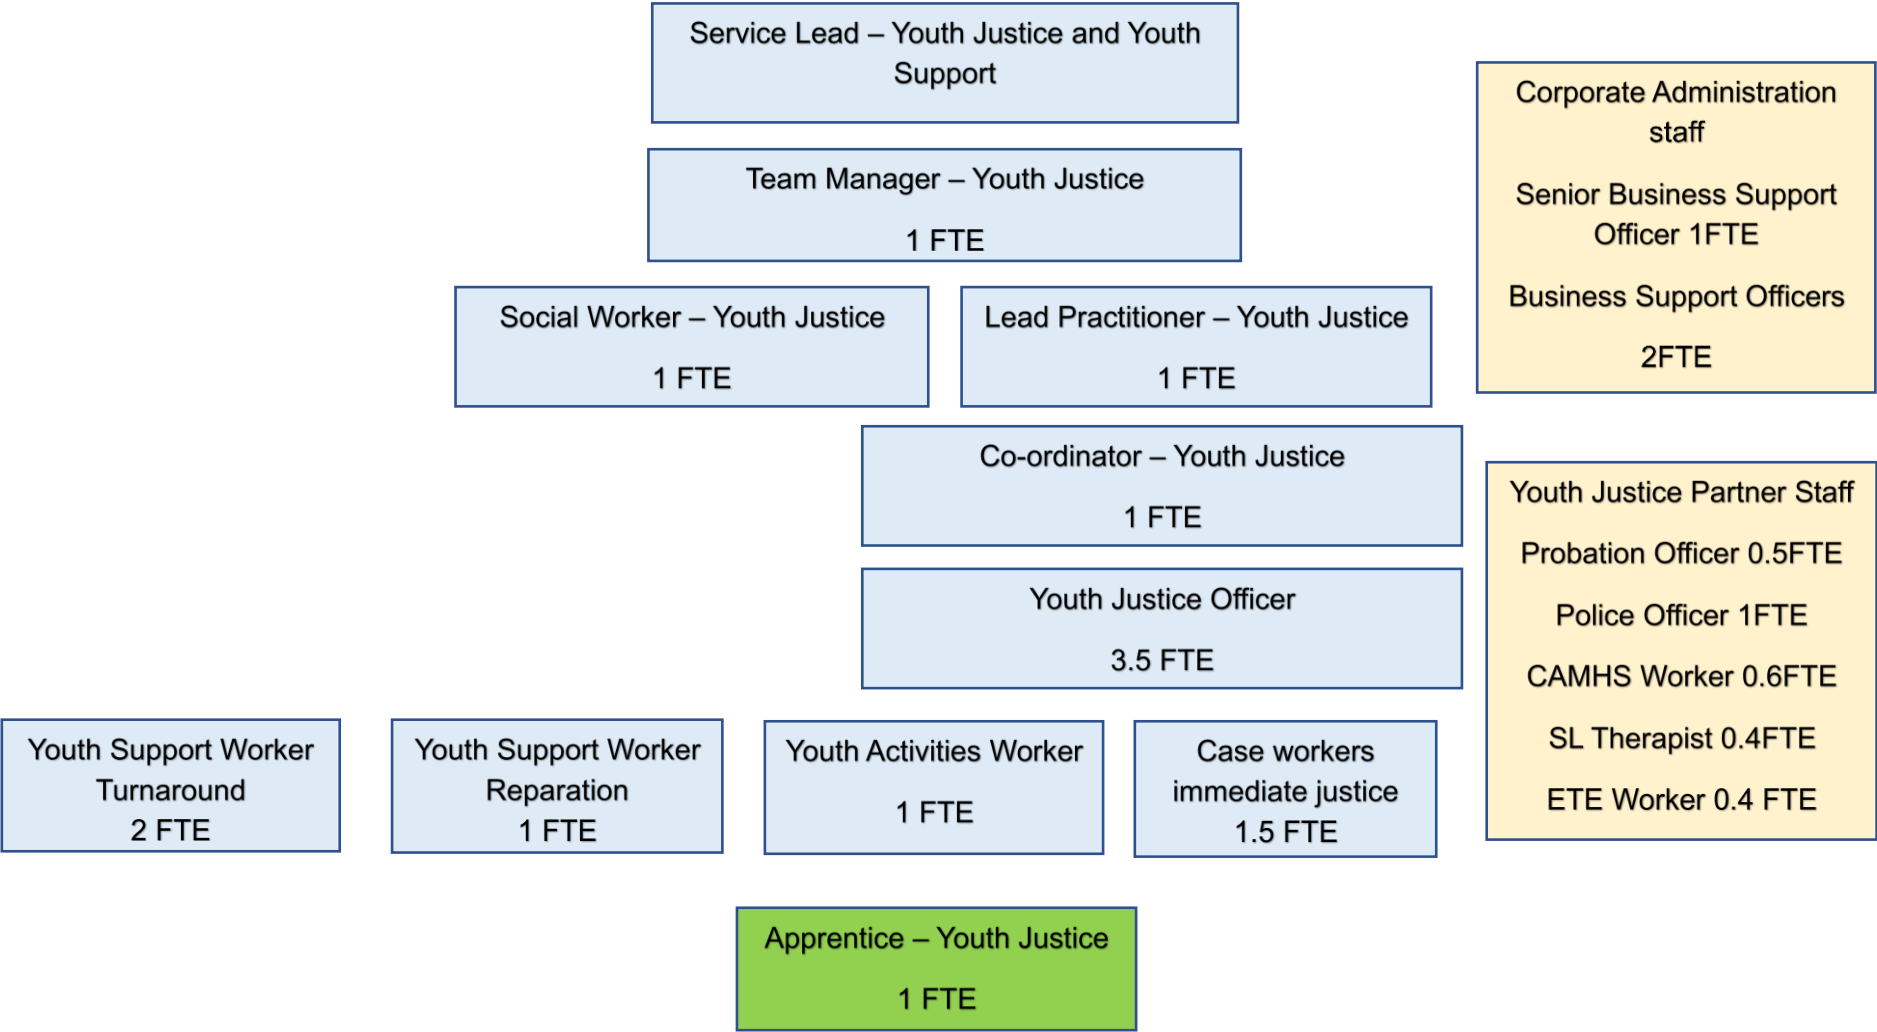 Service Lead – Youth Justice and Youth
Support
Team Manager – Youth Justice
1 FTE
Social Worker – Youth Justice
1 FTE
Lead Practitioner – Youth Justice
1 FTE
Co-ordinator – Youth Justice
1 FTE
Youth Justice Officer
3.5 FTE
Youth Support Worker
Turnaround
2 FTE
Youth Support Worker
Reparation
1 FTE
Youth Activities Worker
1 FTE
Case workers
immediate justice
1.5 FTE
Apprentice – Youth Justice
1 FTE
Corporate Administration
staff
Senior Business Support
Officer 1FTE
Business Support Officers
2FTE
Youth Justice Partner Staff
Probation Officer 0.5FTE
Police Officer 1FTE
CAMHS Worker 0.6FTE
SL Therapist 0.4FTE
ETE Worker 0.4 FTE